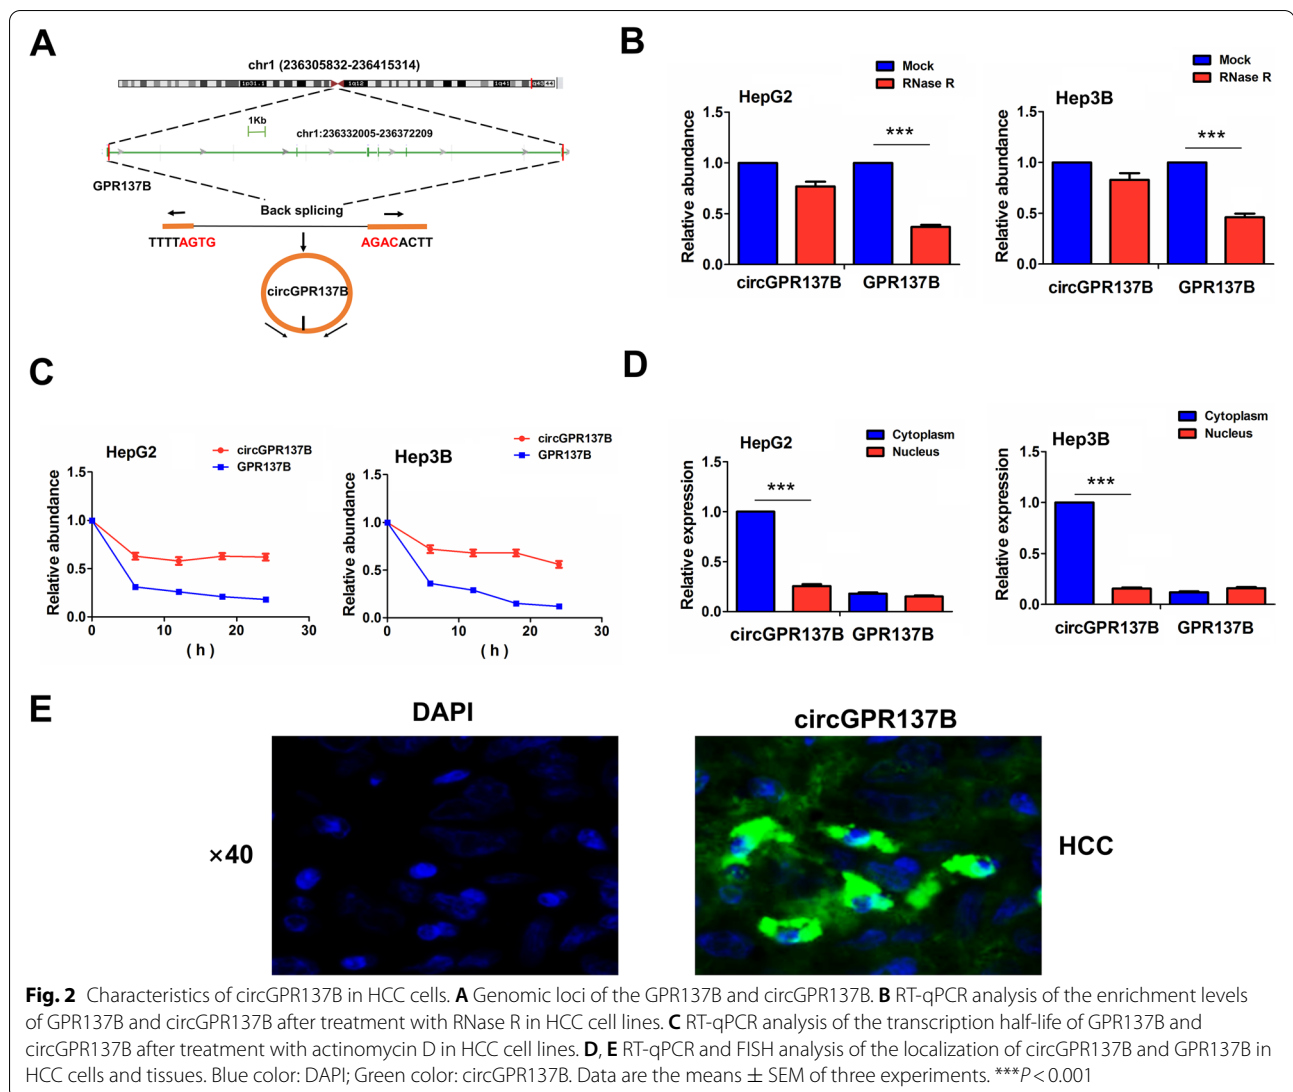 A
chr1 (236305832-236415314)
1Kb
chr1:236332005-236372209
GPR137B
Back splicing
TTTTAGTG
AGACACTT
circGPR137B
B
Mock
RNase R
HepG2
Relative abundance
1.5
1.0
0.5
0.0
***
circGPR137B
GPR137B
Mock
RNase R
Hep3B
Relative abundance
1.5
1.0
0.5
0.0
***
circGPR137B
GPR137B
C
HepG2
circGPR137B
GPR137B
Relative abundance
1.5
1.0
0.5
0.0
0 10 20 30
( h )
Hep3B
circGPR137B
GPR137B
Relative abundance
1.5
1.0
0.5
0.0
0 10 20 30
( h )
D
HepG2
Cytoplasm
Nucleus
Relative expression
1.5
1.0
0.5
0.0
***
circGPR137B
GPR137B
Hep3B
Cytoplasm
Nucleus
Relative expression
1.5
1.0
0.5
0.0
***
circGPR137B
GPR137B
E
DAPI
circGPR137B
×40
HCC
Fig. 2 Characteristics of circGPR137B in HCC cells. A Genomic loci of the GPR137B and circGPR137B. B RT-qPCR analysis of the enrichment levels
of GPR137B and circGPR137B after treatment with RNase R in HCC cell lines. C RT-qPCR analysis of the transcription half-life of GPR137B and
circGPR137B after treatment with actinomycin D in HCC cell lines. D, E RT-qPCR and FISH analysis of the localization of circGPR137B and GPR137B in
HCC cells and tissues. Blue color: DAPI; Green color: circGPR137B. Data are the means ± SEM of three experiments. ***P < 0.001